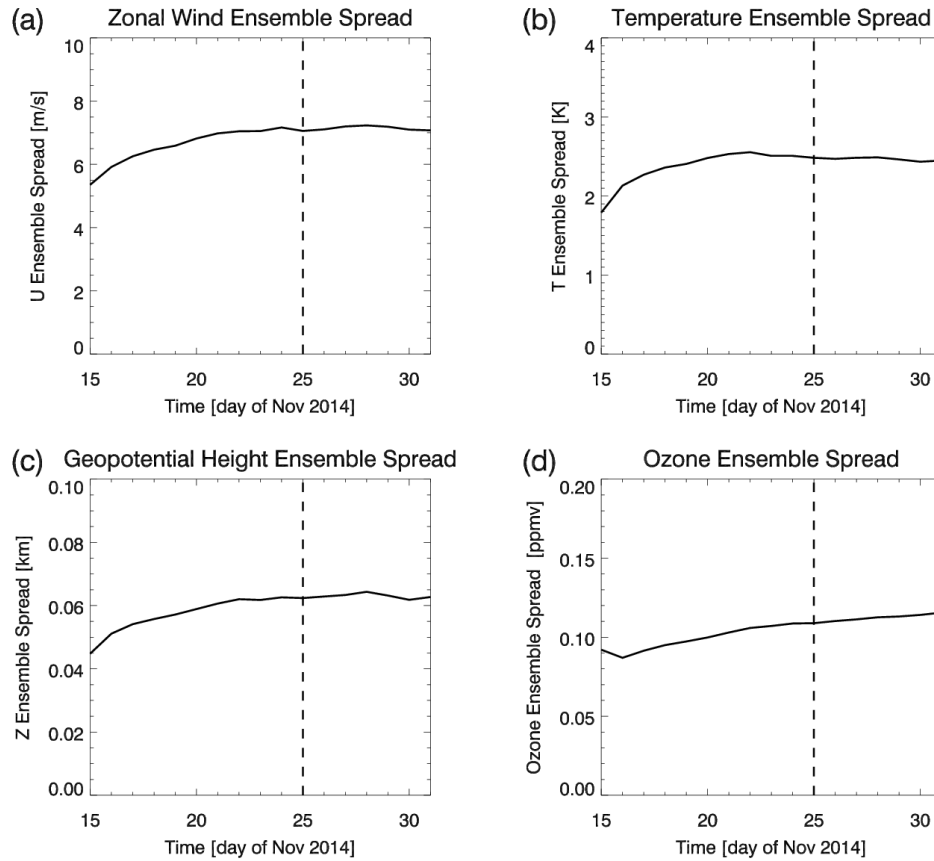 (a) Zonal Wind Ensemble Spread
U Ensemble Spread [m/s]
10
8
6
4
2
0
15 20 25 30
Time [day of Nov 2014]
(b) Temperature Ensemble Spread
T Ensemble Spread [K]
4
3
2
1
0
15 20 25 30
Time [day of Nov 2014]
(c) Geopotential Height Ensemble Spread
Z Ensemble Spread [km]
0.10
0.08
0.06
0.04
0.02
0.00
15 20 25 30
Time [day of Nov 2014]
(d) Ozone Ensemble Spread
Ozone Ensemble Spread [ppmv]
0.20
0.15
0.10
0.05
0.00
15 20 25 30
Time [day of Nov 2014]